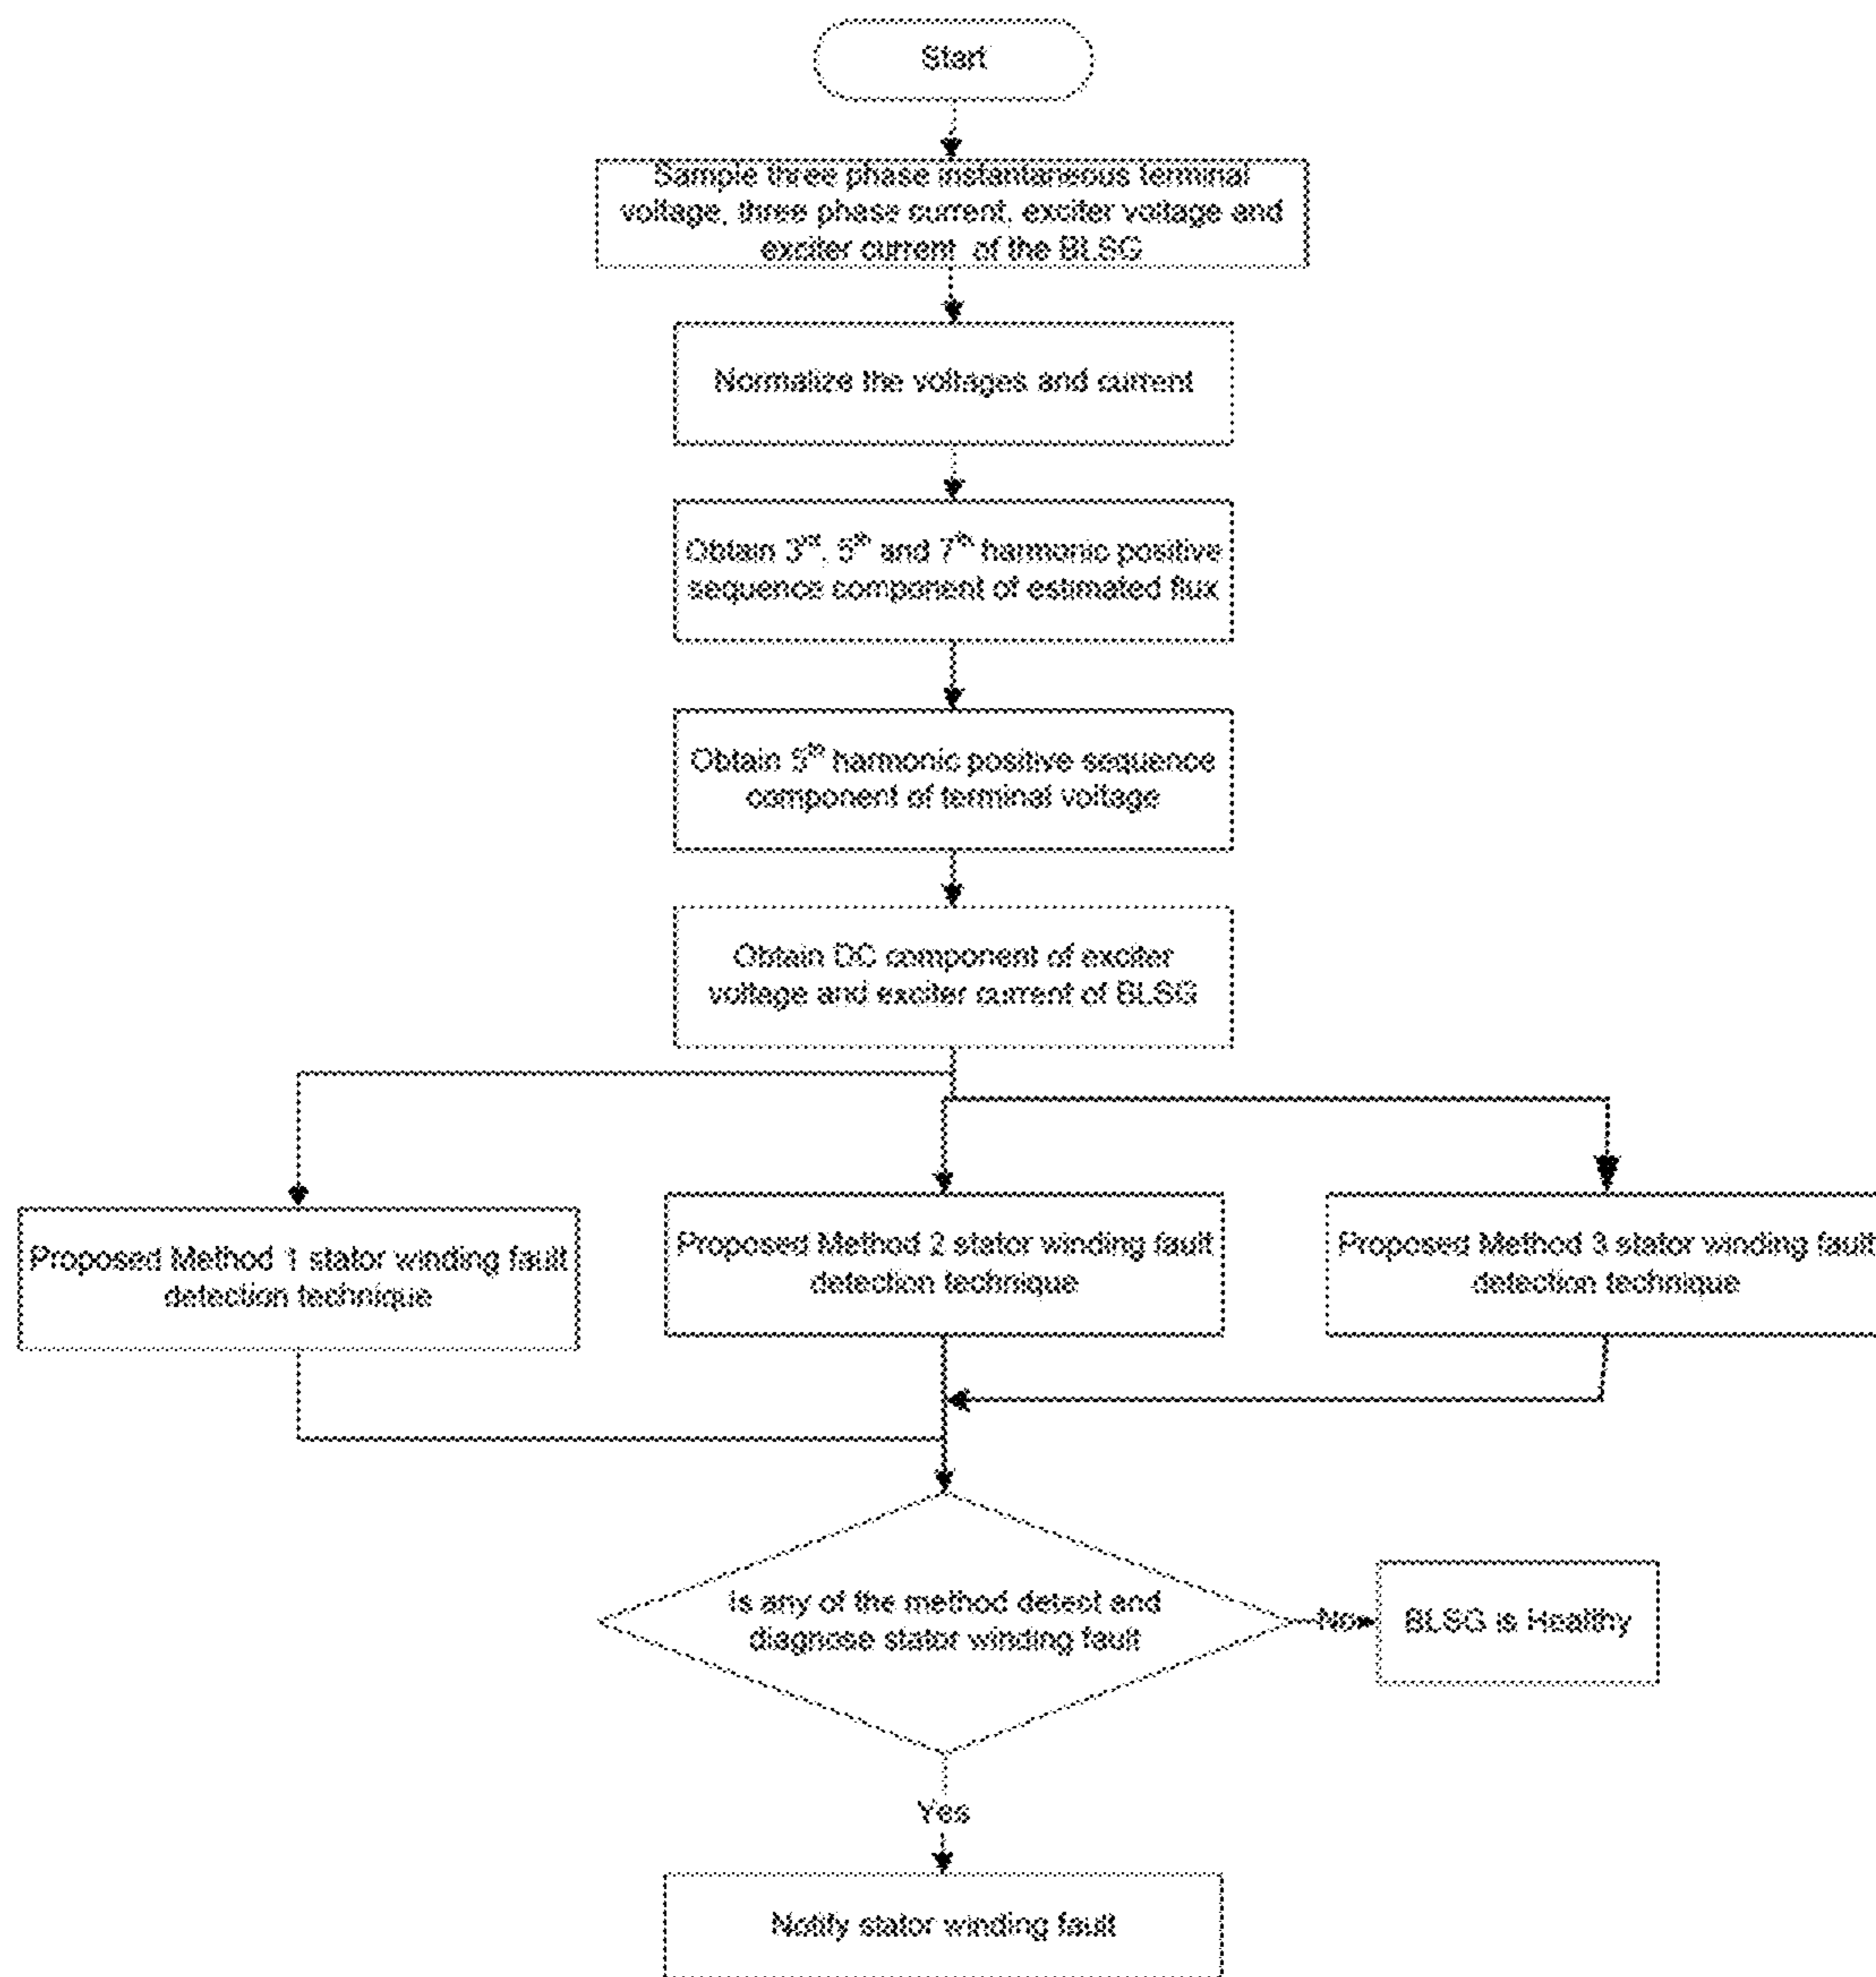 Start
Sample three phase instantaneous terminal
voltage, three phase current, exciter voltage and
exciter current of the BLSG
Normalize the voltages and current
Obtain 3rd, 5th and 7th harmonic positive
sequence component of estimated flux
Obtain 5th harmonic positive sequence
component of terminal voltage
Obtain DC component of exciter
voltage and exciter current of BLSG
Proposed Method 1 stator winding fault
detection technique
Proposed Method 2 stator winding fault
detection technique
Proposed Method 3 stator winding fault
detection technique
Is any of the method detect and
diagnose stator winding fault
No
BLSG is Healthy
Yes
Notify stator winding fault